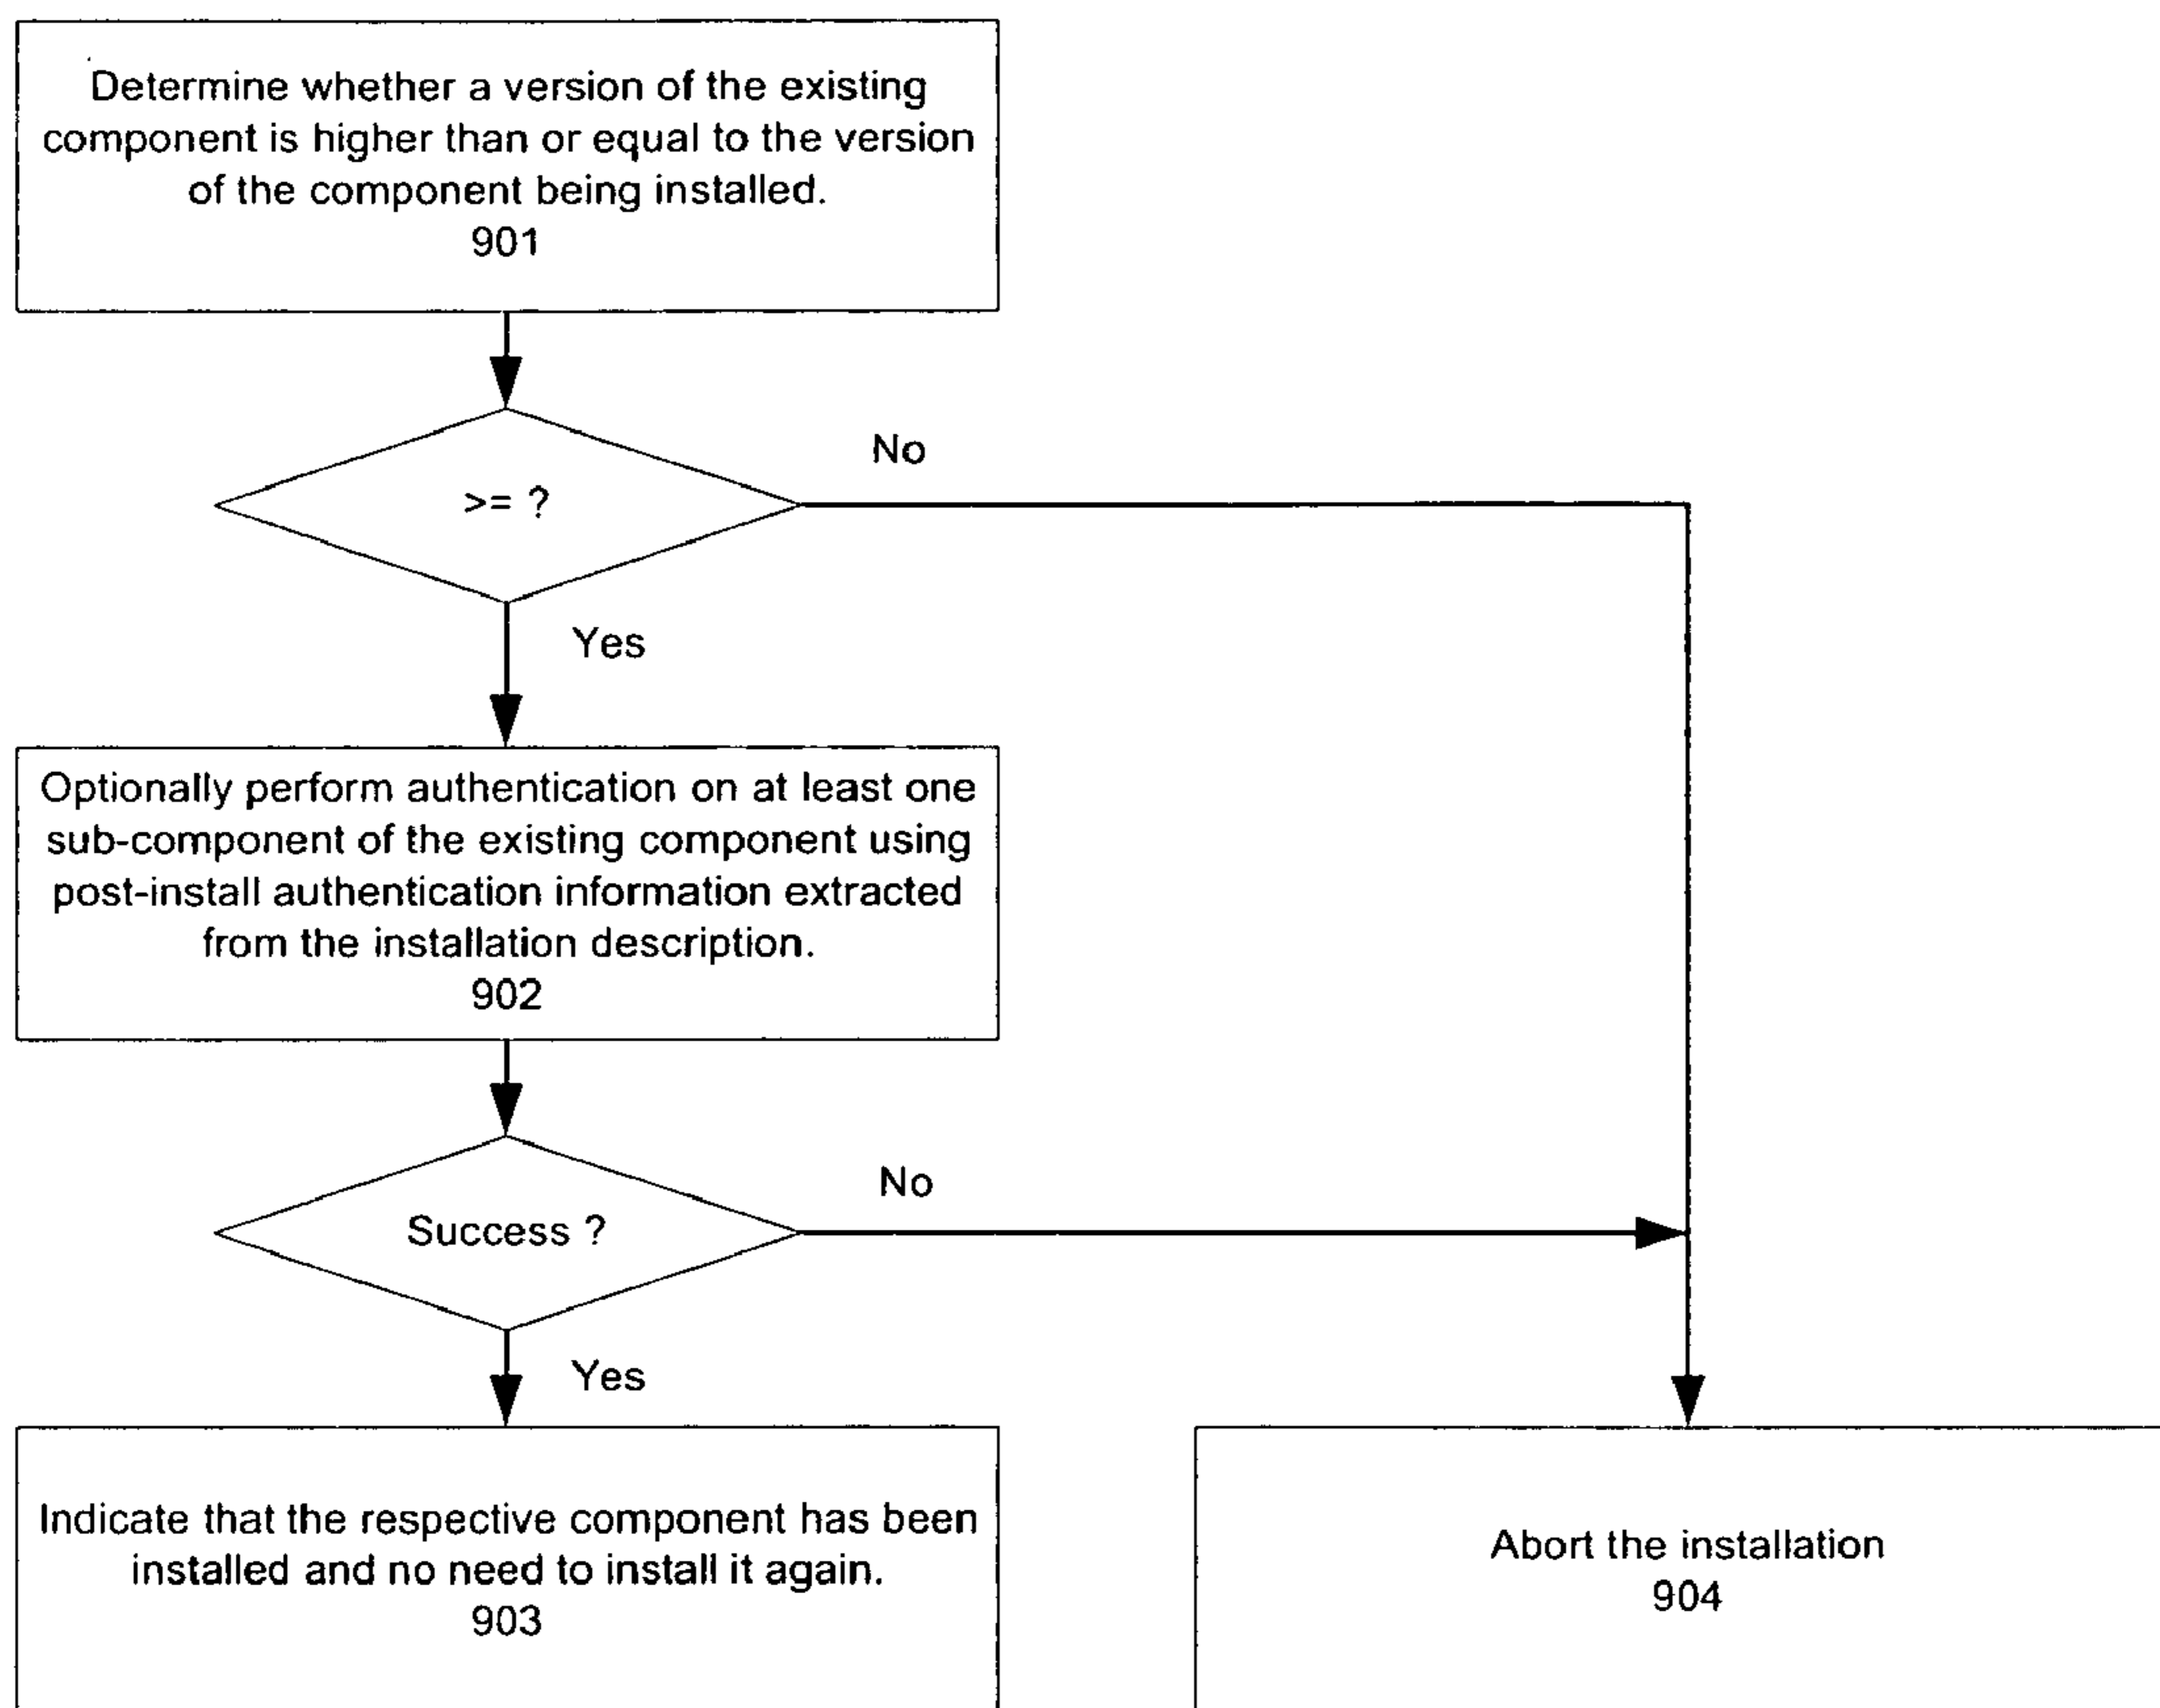 Determine whether a version of the existing
component is higher than or equal to the version
of the component being installed.
901
No
>= ?
Yes
Optionally perform authentication on at least one
sub-component of the existing component using
post-install authentication information extracted
from the installation description.
902
No
Success ?
Yes
Indicate that the respective component has been
installed and no need to install it again.
903
Abort the installation
904